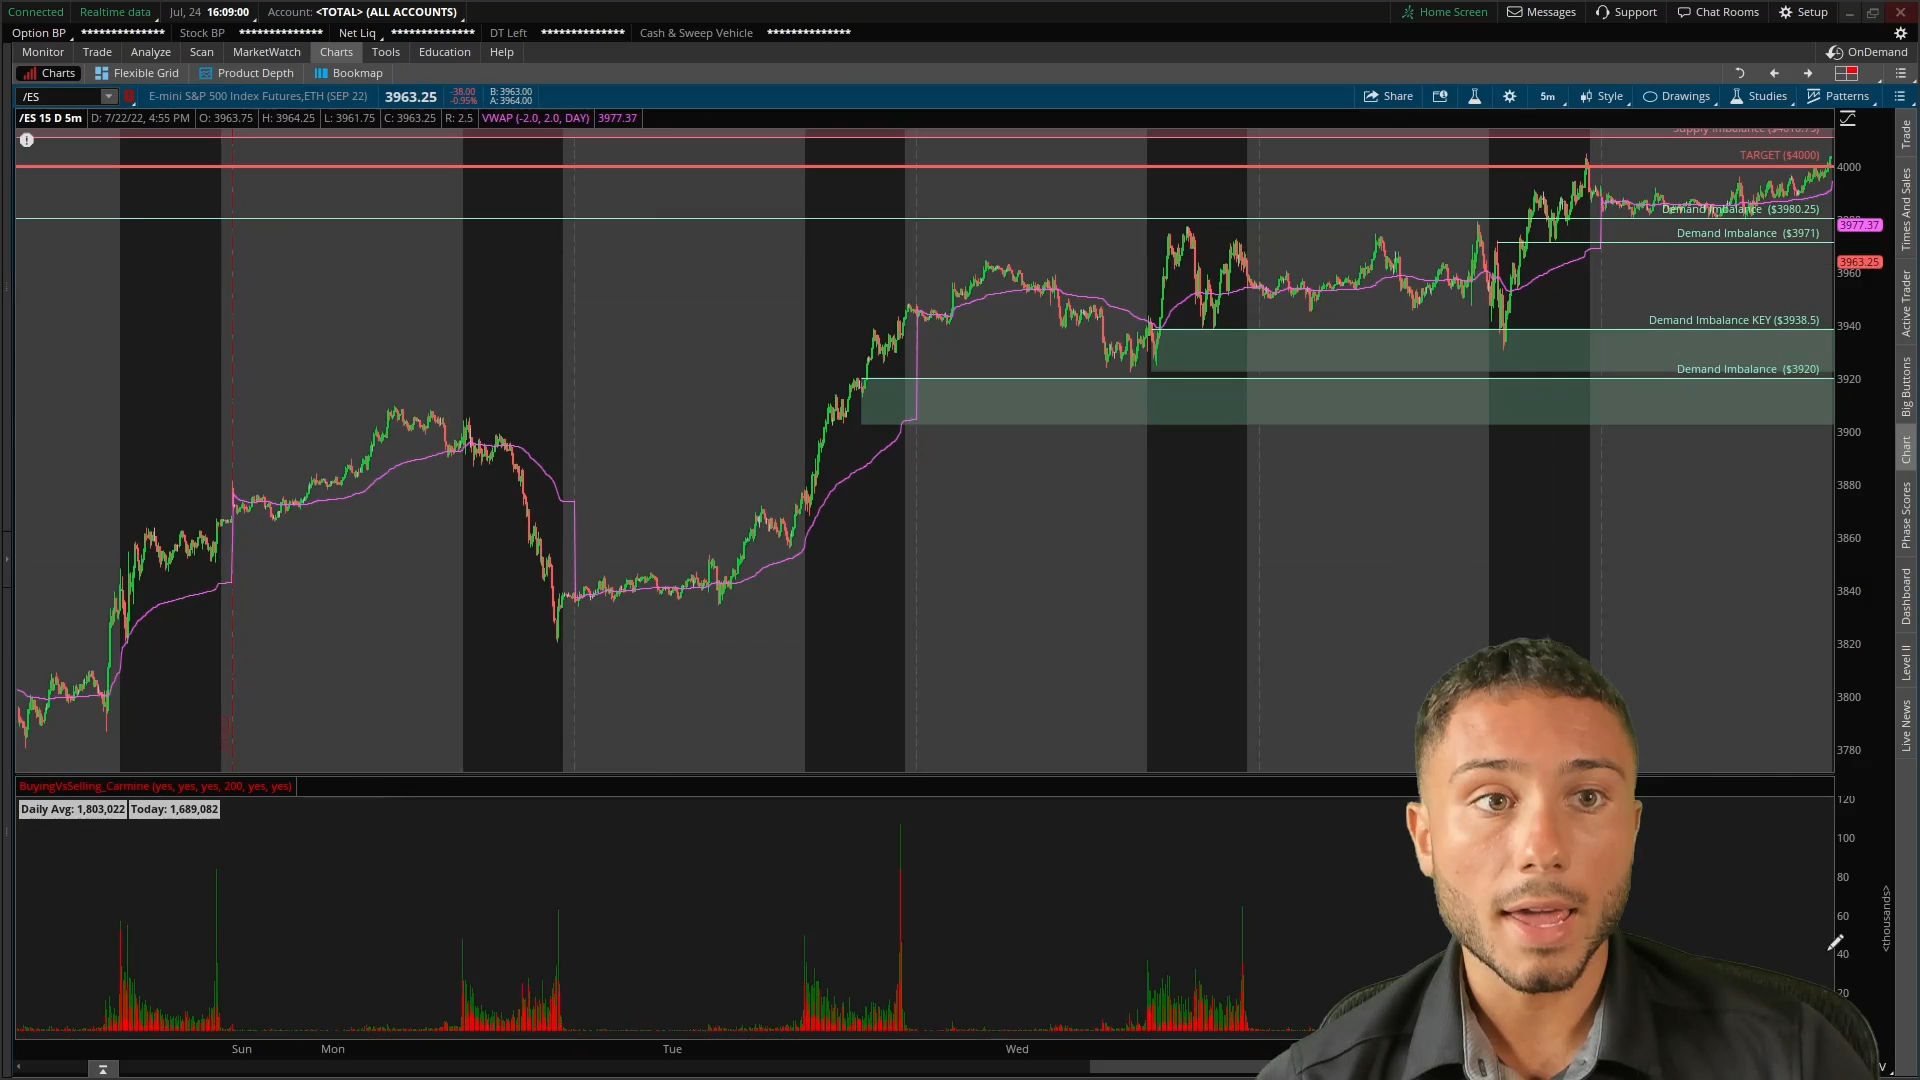 Connected Realtime data Jul, 24 16:09:00 Account: <TOTAL> (ALL ACCOUNTS) Home Screen Messages Support Chat Rooms Setup
Option BP ************** Stock BP ************** Net Liq ************** DT Left ************** Cash & Sweep Vehicle **************
Monitor Trade Analyze Scan MarketWatch Charts Tools Education Help OnDemand
Charts Flexible Grid Product Depth Bookmap
/ES E-mini S&P 500 Index Futures,ETH (SEP 22) 3963.25 -38.00 B: 3963.00 Share 5m Style Drawings Studies Patterns
-0.95% A: 3964.00
/ES 15 D 5m D: 7/22/22, 4:55 PM O: 3963.75 H: 3964.25 L: 3961.75 C: 3963.25 R: 2.5 VWAP (-2.0, 2.0, DAY) 3977.37
TARGET ($4000)
4000
Demand Imbalance ($3980.25)
3977.37
Demand Imbalance ($3971)
3963.25
3960
Demand Imbalance KEY ($3938.5)
3940
Demand Imbalance ($3920)
3920
3900
3880
3860
3840
3820
3800
3780
Trade
Times And Sales
Active Trader
Big Buttons
Chart
Phase Scores
Dashboard
Level II
Live News
BuyingVsSelling_Carmine (yes, yes, yes, 200, yes, yes)
Daily Avg: 1,803,022 Today: 1,689,082
120
100
80
60
40
20
<thousands>
Sun Mon Tue Wed